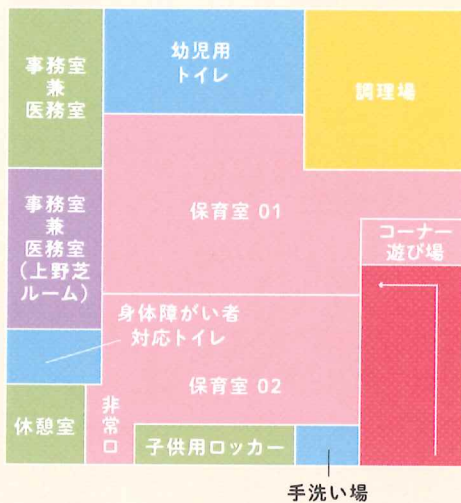 事務室
兼
医務室
幼児用
トイレ
調理場
事務室
兼
医務室
(上野芝
ルーム)
保育室 01
コーナー
遊び場
身体障がい者
対応トイレ
保育室 02
休憩室
非常口
子供用ロッカー
手洗い場